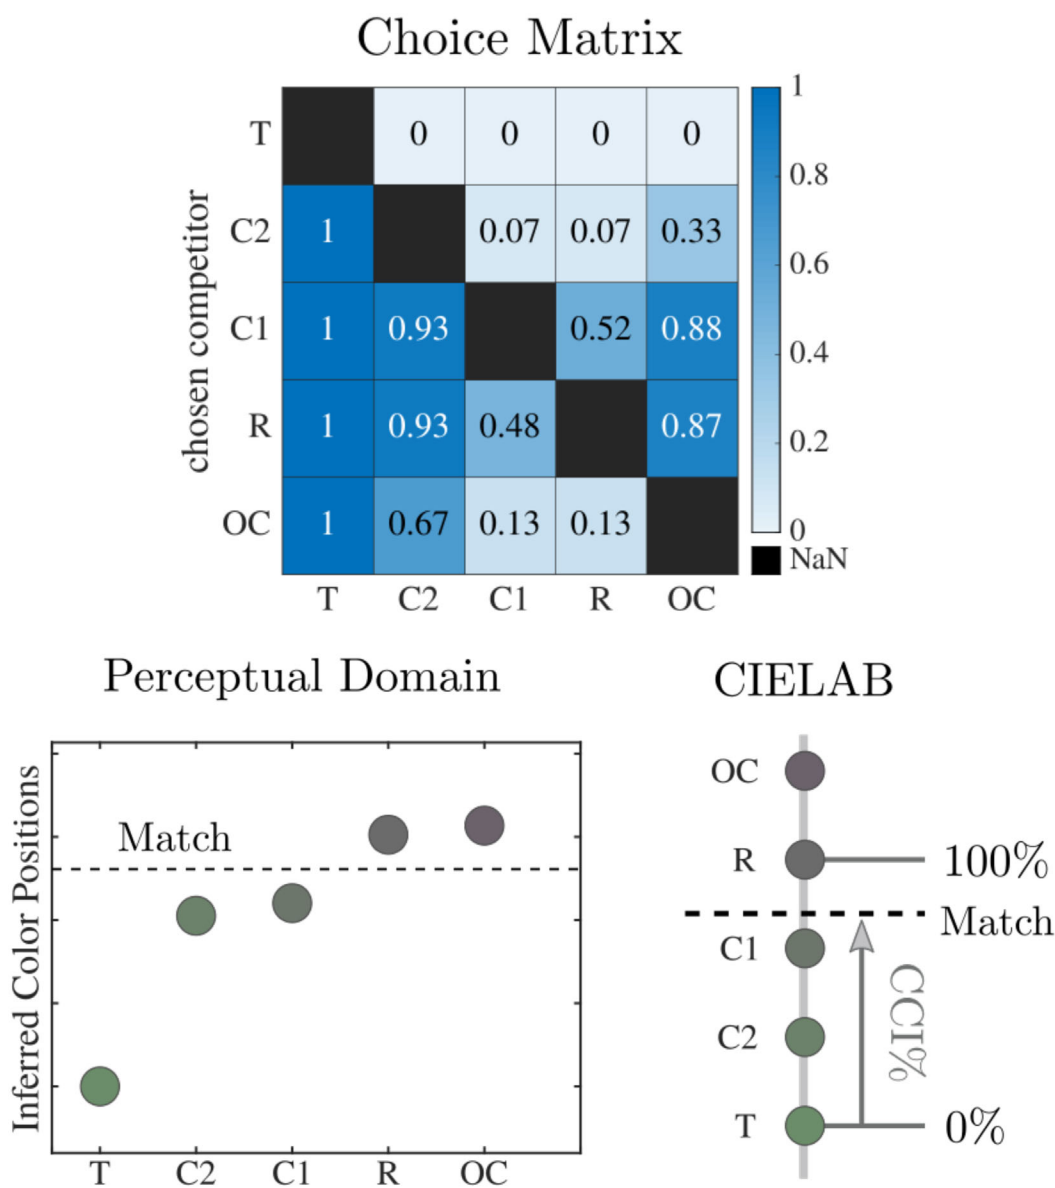 Choice Matrix
chosen competitor
T 0 0 0 0
C2 1 0.07 0.07 0.33
C1 1 0.93 0.52 0.88
R 1 0.93 0.48 0.87
OC 1 0.67 0.13 0.13
T C2 C1 R OC
1
0.8
0.6
0.4
0.2
0
NaN
Perceptual Domain
Inferred Color Positions
Match
T C2 C1 R OC
CIELAB
OC
R 100%
Match
C1
CCI%
C2
T 0%